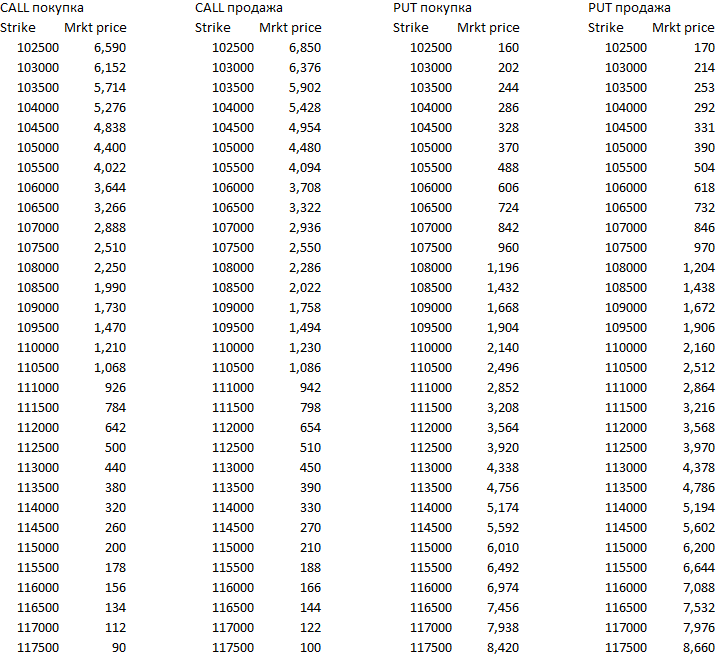 CALL покупка CALL продажа PUT покупка PUT продажа
Strike Mrkt price Strike Mrkt price Strike Mrkt price Strike Mrkt price
102500 6,590 102500 6,850 102500 160 102500 170
103000 6,152 103000 6,376 103000 202 103000 214
103500 5,714 103500 5,902 103500 244 103500 253
104000 5,276 104000 5,428 104000 286 104000 292
104500 4,838 104500 4,954 104500 328 104500 331
105000 4,400 105000 4,480 105000 370 105000 390
105500 4,022 105500 4,094 105500 488 105500 504
106000 3,644 106000 3,708 106000 606 106000 618
106500 3,266 106500 3,322 106500 724 106500 732
107000 2,888 107000 2,936 107000 842 107000 846
107500 2,510 107500 2,550 107500 960 107500 970
108000 2,250 108000 2,286 108000 1,196 108000 1,204
108500 1,990 108500 2,022 108500 1,432 108500 1,438
109000 1,730 109000 1,758 109000 1,668 109000 1,672
109500 1,470 109500 1,494 109500 1,904 109500 1,906
110000 1,210 110000 1,230 110000 2,140 110000 2,160
110500 1,068 110500 1,086 110500 2,496 110500 2,512
111000 926 111000 942 111000 2,852 111000 2,864
111500 784 111500 798 111500 3,208 111500 3,216
112000 642 112000 654 112000 3,564 112000 3,568
112500 500 112500 510 112500 3,920 112500 3,970
113000 440 113000 450 113000 4,338 113000 4,378
113500 380 113500 390 113500 4,756 113500 4,786
114000 320 114000 330 114000 5,174 114000 5,194
114500 260 114500 270 114500 5,592 114500 5,602
115000 200 115000 210 115000 6,010 115000 6,200
115500 178 115500 188 115500 6,492 115500 6,644
116000 156 116000 166 116000 6,974 116000 7,088
116500 134 116500 144 116500 7,456 116500 7,532
117000 112 117000 122 117000 7,938 117000 7,976
117500 90 117500 100 117500 8,420 117500 8,660